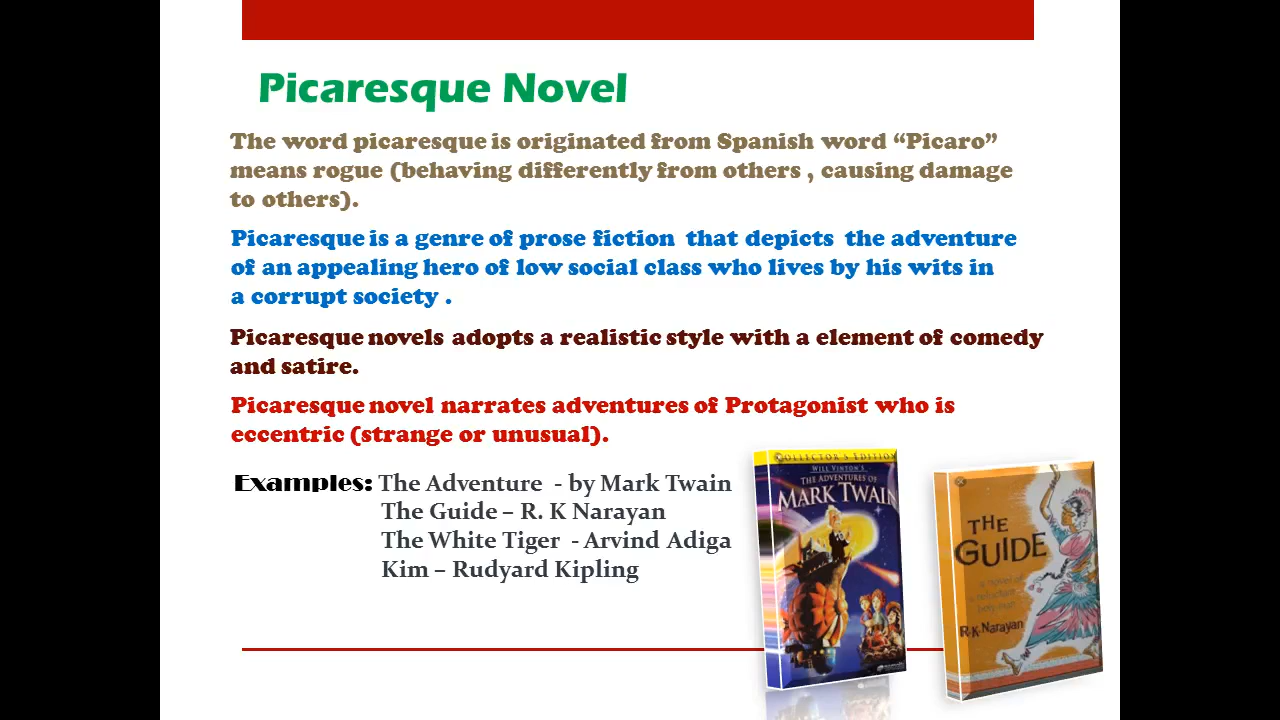 Picaresque Novel
The word picaresque is originated from Spanish word “Picaro”
means rogue (behaving differently from others , causing damage
to others).
Picaresque is a genre of prose fiction that depicts the adventure
of an appealing hero of low social class who lives by his wits in
a corrupt society .
Picaresque novels adopts a realistic style with a element of comedy
and satire.
Picaresque novel narrates adventures of Protagonist who is
eccentric (strange or unusual).
Examples: The Adventure - by Mark Twain
The Guide – R. K Narayan
The White Tiger - Arvind Adiga
Kim – Rudyard Kipling
COLLECTOR'S EDITION
WILL VINTON'S
THE ADVENTURES OF
MARK TWAIN
THE
GUIDE
a novel of
a reluctant
holy man
R.K.Narayan